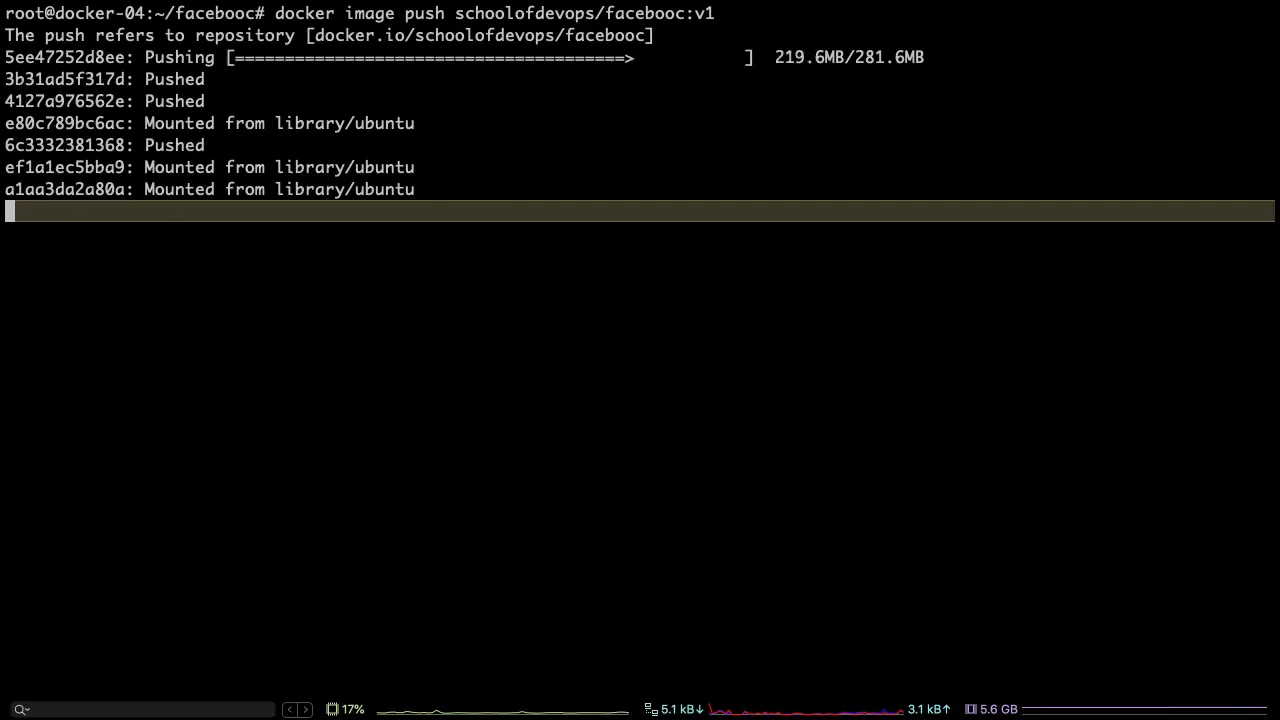 root@docker-04:~/facebooc# docker image push schoolofdevops/facebooc:v1
The push refers to repository [docker.io/schoolofdevops/facebooc]
5ee47252d8ee: Pushing [=======================================>           ]  219.6MB/281.6MB
3b31ad5f317d: Pushed
4127a976562e: Pushed
e80c789bc6ac: Mounted from library/ubuntu
6c3332381368: Pushed
ef1a1ec5bba9: Mounted from library/ubuntu
a1aa3da2a80a: Mounted from library/ubuntu
17% 5.1 kB↓ 3.1 kB↑ 5.6 GB